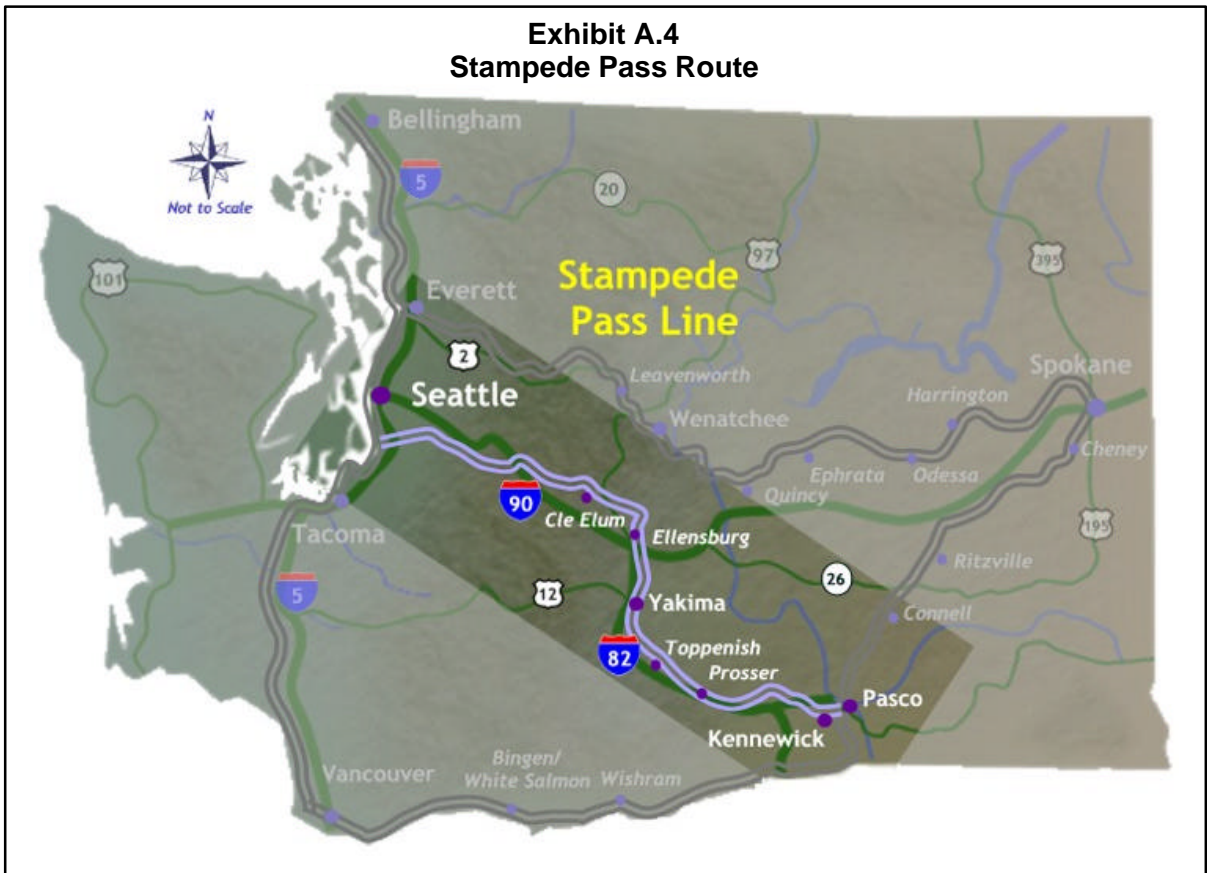 Exhibit A.4
Stampede Pass Route
N
Not to Scale
Bellingham
5
20
97
395
101
Stampede
Pass Line
Everett
2
Seattle
Leavenworth
Wenatchee
Harrington
Spokane
Cheney
Ephrata
Odessa
Quincy
90
Cle Elum
Ellensburg
Tacoma
195
Ritzville
26
12
5
Yakima
Connell
82
Toppenish
Prosser
Pasco
Kennewick
Vancouver
Bingen/
White Salmon
Wishram